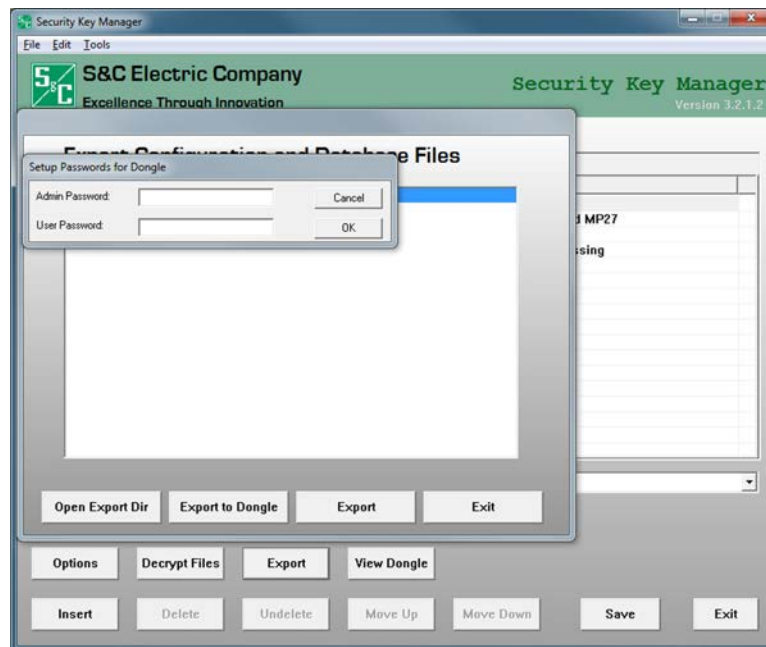 Security Key Manager
File Edit Tools
S&C Electric Company
Excellence Through Innovation
Security Key Manager
Version 3.2.1.2
Export Configuration and Database Files
Setup Passwords for Dongle
Admin Password:
Cancel
User Password:
OK
d MP27
ssing
Open Export Dir Export to Dongle Export Exit
Options Decrypt Files Export View Dongle
Insert Delete Undelete Move Up Move Down Save Exit